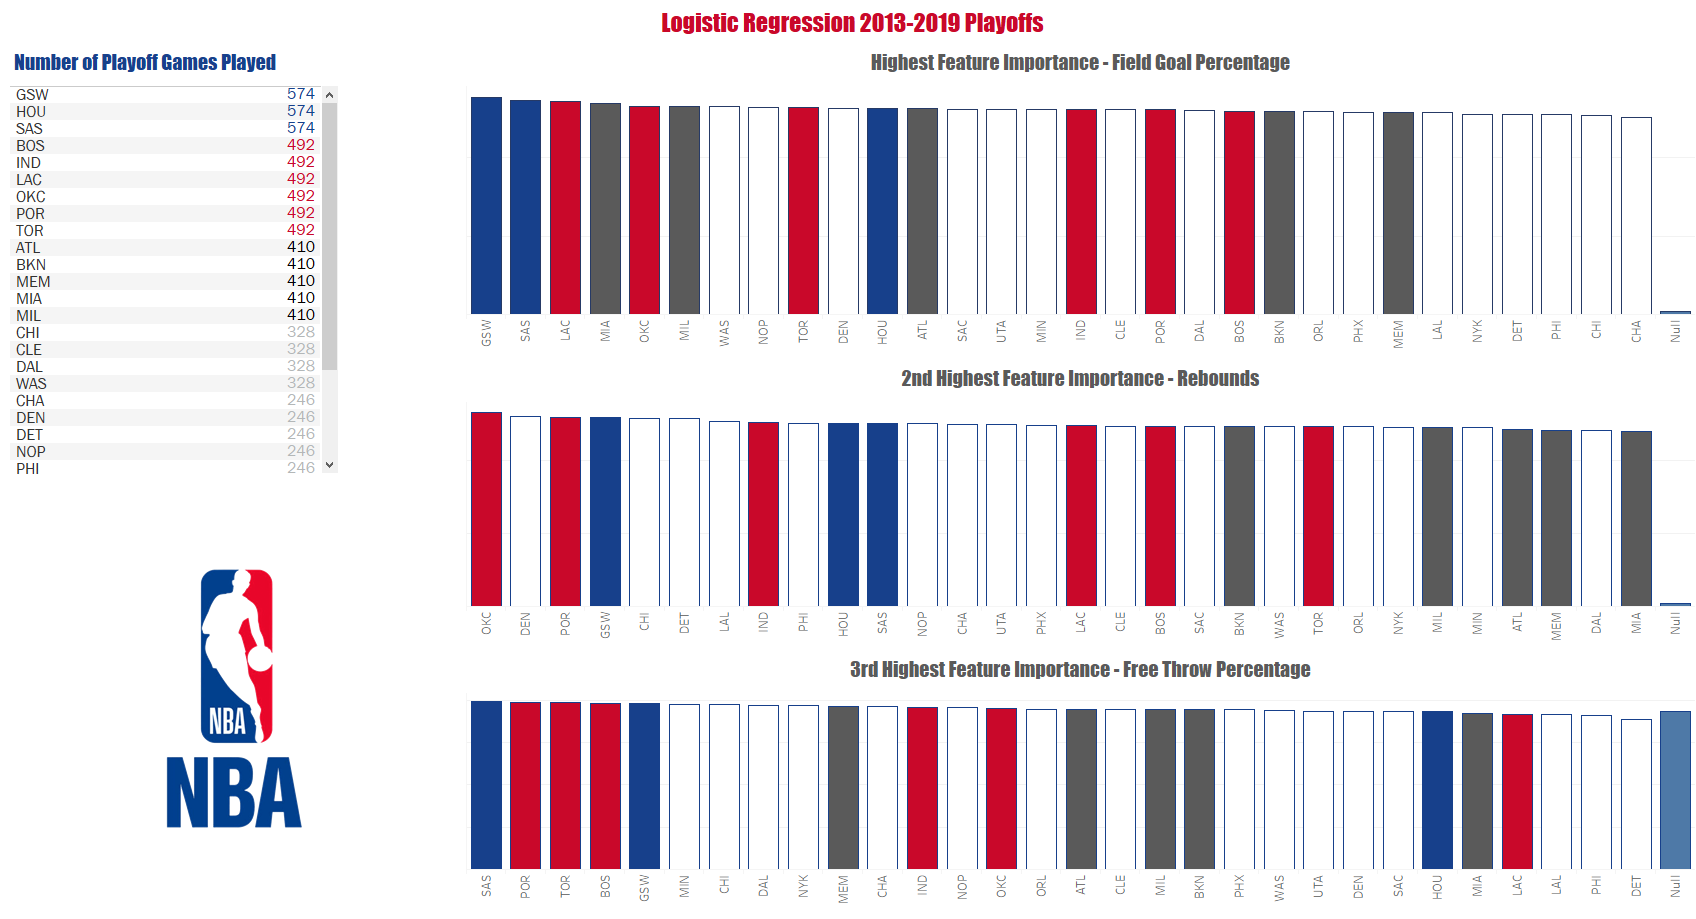 Logistic Regression 2013-2019 Playoffs
Number of Playoff Games Played
GSW 574
HOU 574
SAS 574
BOS 492
IND 492
LAC 492
OKC 492
POR 492
TOR 492
ATL 410
BKN 410
MEM 410
MIA 410
MIL 410
CHI 328
CLE 328
DAL 328
WAS 328
CHA 246
DEN 246
DET 246
NOP 246
PHI 246
NBA
NBA
Highest Feature Importance - Field Goal Percentage
GSW SAS LAC MIA OKC MIL WAS NOP TOR DEN HOU ATL SAC UTA MIN IND CLE POR DAL BOS BKN ORL PHX MEM LAL NYK DET PHI CHI CHA Null
2nd Highest Feature Importance - Rebounds
OKC DEN POR GSW CHI DET LAL IND PHI HOU SAS NOP CHA UTA PHX LAC CLE BOS SAC BKN WAS TOR ORL NYK MIL MIN ATL MEM DAL MIA Null
3rd Highest Feature Importance - Free Throw Percentage
SAS POR TOR BOS GSW MIN CHI DAL NYK MEM CHA IND NOP OKC ORL ATL CLE MIL BKN PHX WAS UTA DEN SAC HOU MIA LAC LAL PHI DET Null